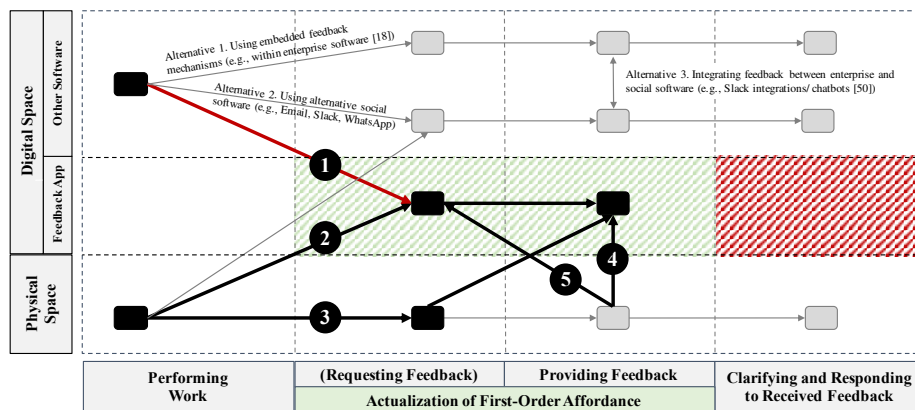 Digital Space
Other Software
Feedback App
Physical
Space
Alternative 1. Using embedded feedback
mechanisms (e.g., within enterprise software [18])
Alternative 2. Using alternative social
software (e.g., Email, Slack, WhatsApp)
Alternative 3. Integrating feedback between enterprise and
social software (e.g., Slack integrations/ chatbots [50])
1
2
3
4
5
Performing
Work
(Requesting Feedback)
Providing Feedback
Actualization of First-Order Affordance
Clarifying and Responding
to Received Feedback